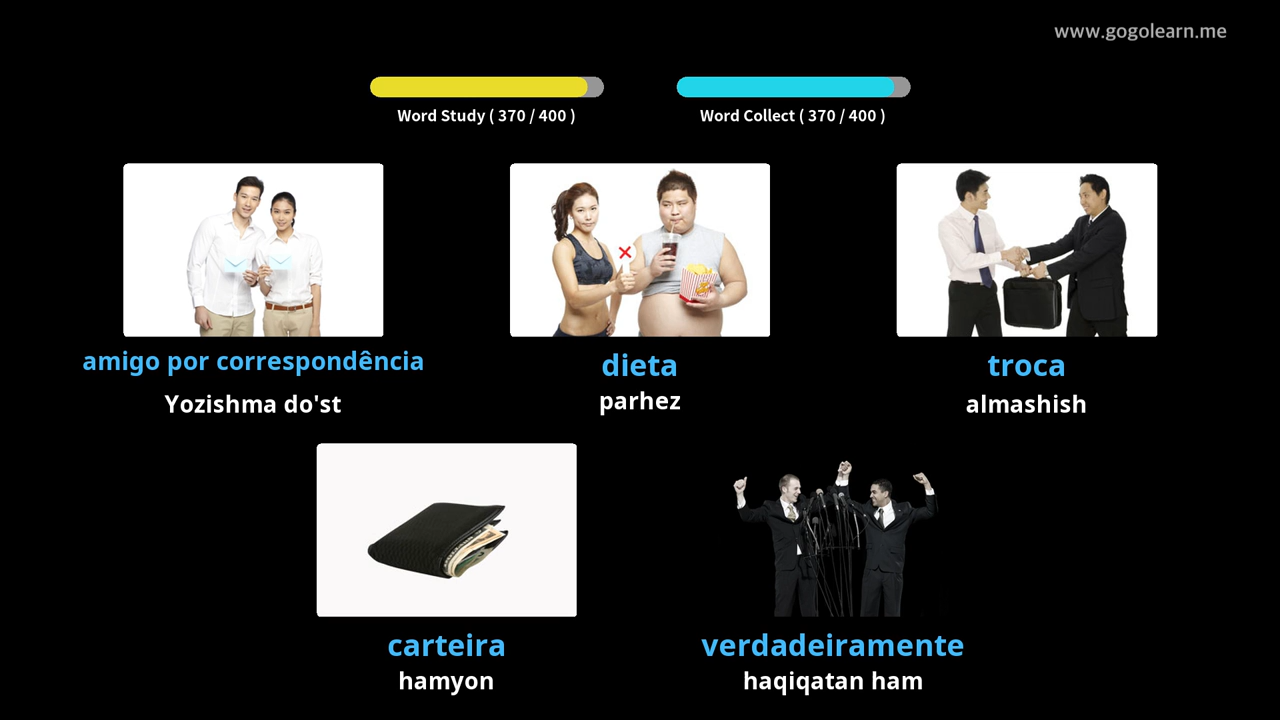 www.gogolearn.me
Word Study ( 370 / 400 )
Word Collect ( 370 / 400 )
amigo por correspondência
Yozishma do'st
dieta
parhez
troca
almashish
carteira
hamyon
verdadeiramente
haqiqatan ham